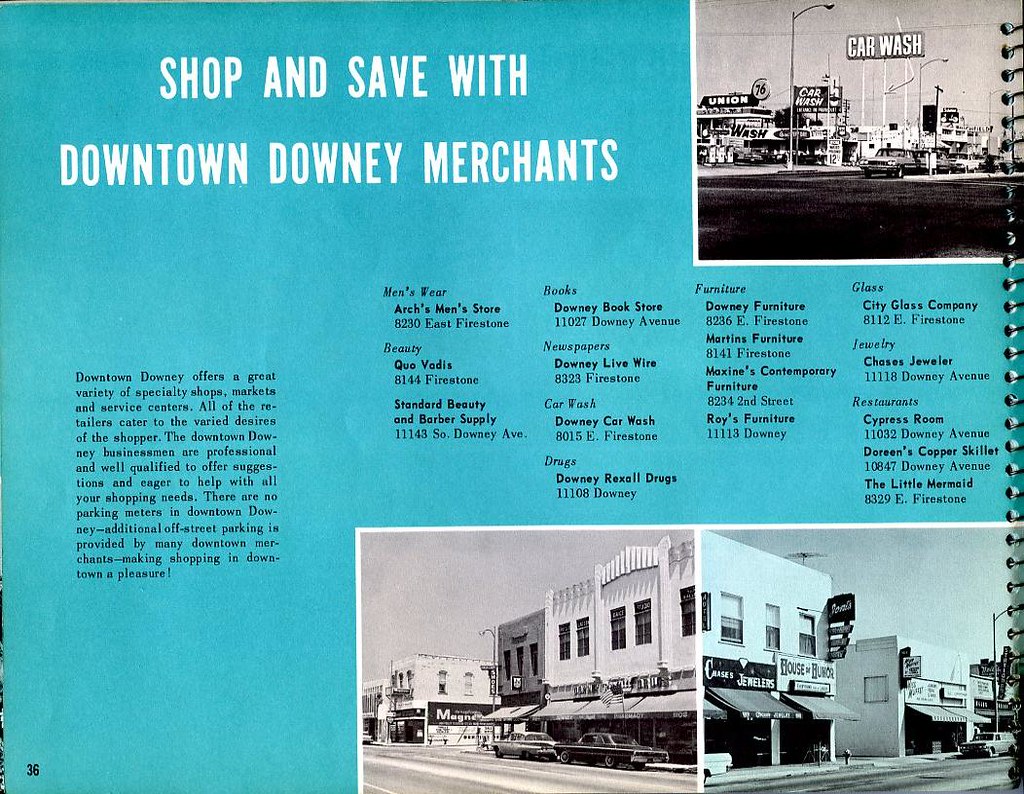 SHOP AND SAVE WITH
DOWNTOWN DOWNEY MERCHANTS
CAR WASH
UNION
76
CAR
WASH
WASH
Downtown Downey offers a great
variety of specialty shops, markets
and service centers. All of the re-
tailers cater to the varied desires
of the shopper. The downtown Dow-
ney businessmen are professional
and well qualified to offer sugges-
tions and eager to help with all
your shopping needs. There are no
parking meters in downtown Dow-
ney—additional off-street parking is
provided by many downtown mer-
chants—making shopping in down-
town a pleasure!
Men's Wear
Arch's Men's Store
8230 East Firestone
Beauty
Quo Vadis
8144 Firestone
Standard Beauty
and Barber Supply
11143 So. Downey Ave.
Books
Downey Book Store
11027 Downey Avenue
Newspapers
Downey Live Wire
8323 Firestone
Car Wash
Downey Car Wash
8015 E. Firestone
Drugs
Downey Rexall Drugs
11108 Downey
Furniture
Downey Furniture
8236 E. Firestone
Martins Furniture
8141 Firestone
Maxine's Contemporary
Furniture
8234 2nd Street
Roy's Furniture
11113 Downey
Glass
City Glass Company
8112 E. Firestone
Jewelry
Chases Jeweler
11118 Downey Avenue
Restaurants
Cypress Room
11032 Downey Avenue
Doreen's Copper Skillet
10847 Downey Avenue
The Little Mermaid
8329 E. Firestone
Magn
PHARMACY
CHASE'S JEWELERS
HOUSE OF HUMOR
36